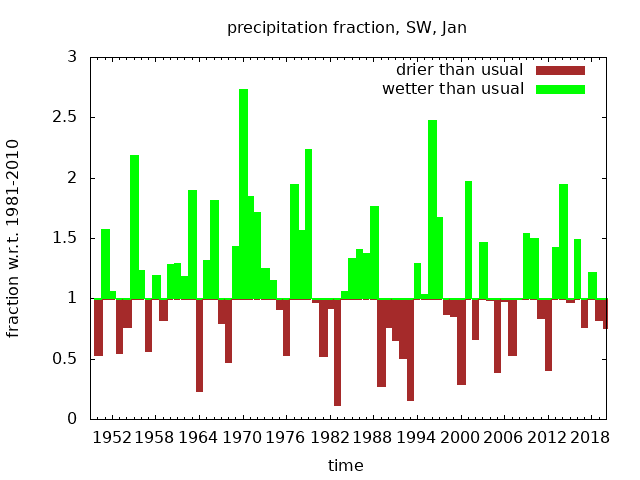 precipitation fraction, SW, Jan
drier than usual
wetter than usual
fraction w.r.t. 1981-2010
3
2.5
2
1.5
1
0.5
0
1952 1958 1964 1970 1976 1982 1988 1994 2000 2006 2012 2018
time